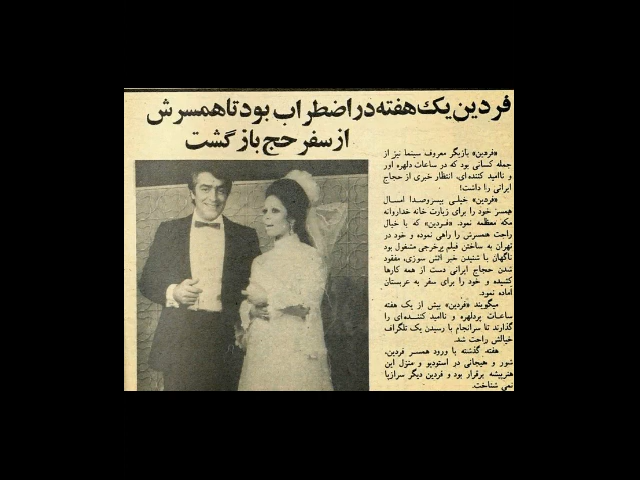 فردین یک هفته در اضطراب بود تا همسرش
از سفر حج بازگشت
«فردین» بازیگر معروف سینما نیز از
جمله کسانی بود که در ساعات دلهره آور
و ناامید کننده‌ای، انتظار خبری از حجاج
ایرانی را داشت!
«فردین» خیلی بیسروصدا امسال
همسر خود را برای زیارت خانه خدا روانه
مکه معظمه نمود. «فردین» که با خیال
راحت همسرش را راهی نموده و خود در
تهران به ساختن فیلم پرخرجی مشغول بود
ناگهان با شنیدن خبر آتش سوزی، مفقود
شدن حجاج ایرانی دست از همه کارها
کشیده و خود را برای سفر به عربستان
آماده نمود.
میگویند «فردین» بیش از یک هفته
ساعات پردلهره و ناامید کننده‌ای را
گذارند تا سرانجام با رسیدن یک تلگراف
خیالش راحت شد.
هفته گذشته با ورود همسر فردین،
شور و هیجانی در استودیو و منزل این
هنرپیشه برقرار بود و فردین دیگر سرازپا
نمی شناخت.